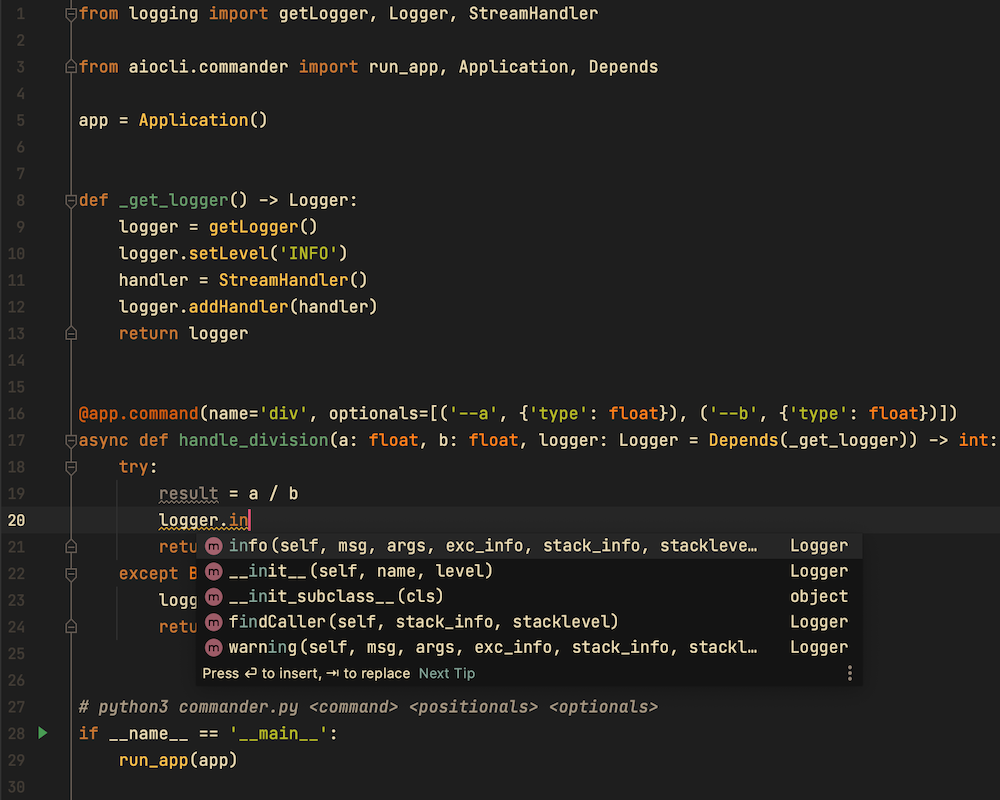 1 from logging import getLogger, Logger, StreamHandler
2
3 from aiocli.commander import run_app, Application, Depends
4
5 app = Application()
6
7
8 def _get_logger() -> Logger:
9 logger = getLogger()
10 logger.setLevel('INFO')
11 handler = StreamHandler()
12 logger.addHandler(handler)
13 return logger
14
15
16 @app.command(name='div', optionals=[('--a', {'type': float}), ('--b', {'type': float})])
17 async def handle_division(a: float, b: float, logger: Logger = Depends(_get_logger)) -> int:
18 try:
19 result = a / b
20 logger.in
21 retu
22 except B
23 logg
24 retu
25
26
27 # python3 commander.py <command> <positionals> <optionals>
28 if __name__ == '__main__':
29 run_app(app)
30
m info(self, msg, args, exc_info, stack_info, stackleve… Logger
m __init__(self, name, level) Logger
m __init_subclass__(cls) object
m findCaller(self, stack_info, stacklevel) Logger
m warning(self, msg, args, exc_info, stack_info, stackl… Logger
Press ↩ to insert, ⇥ to replace Next Tip